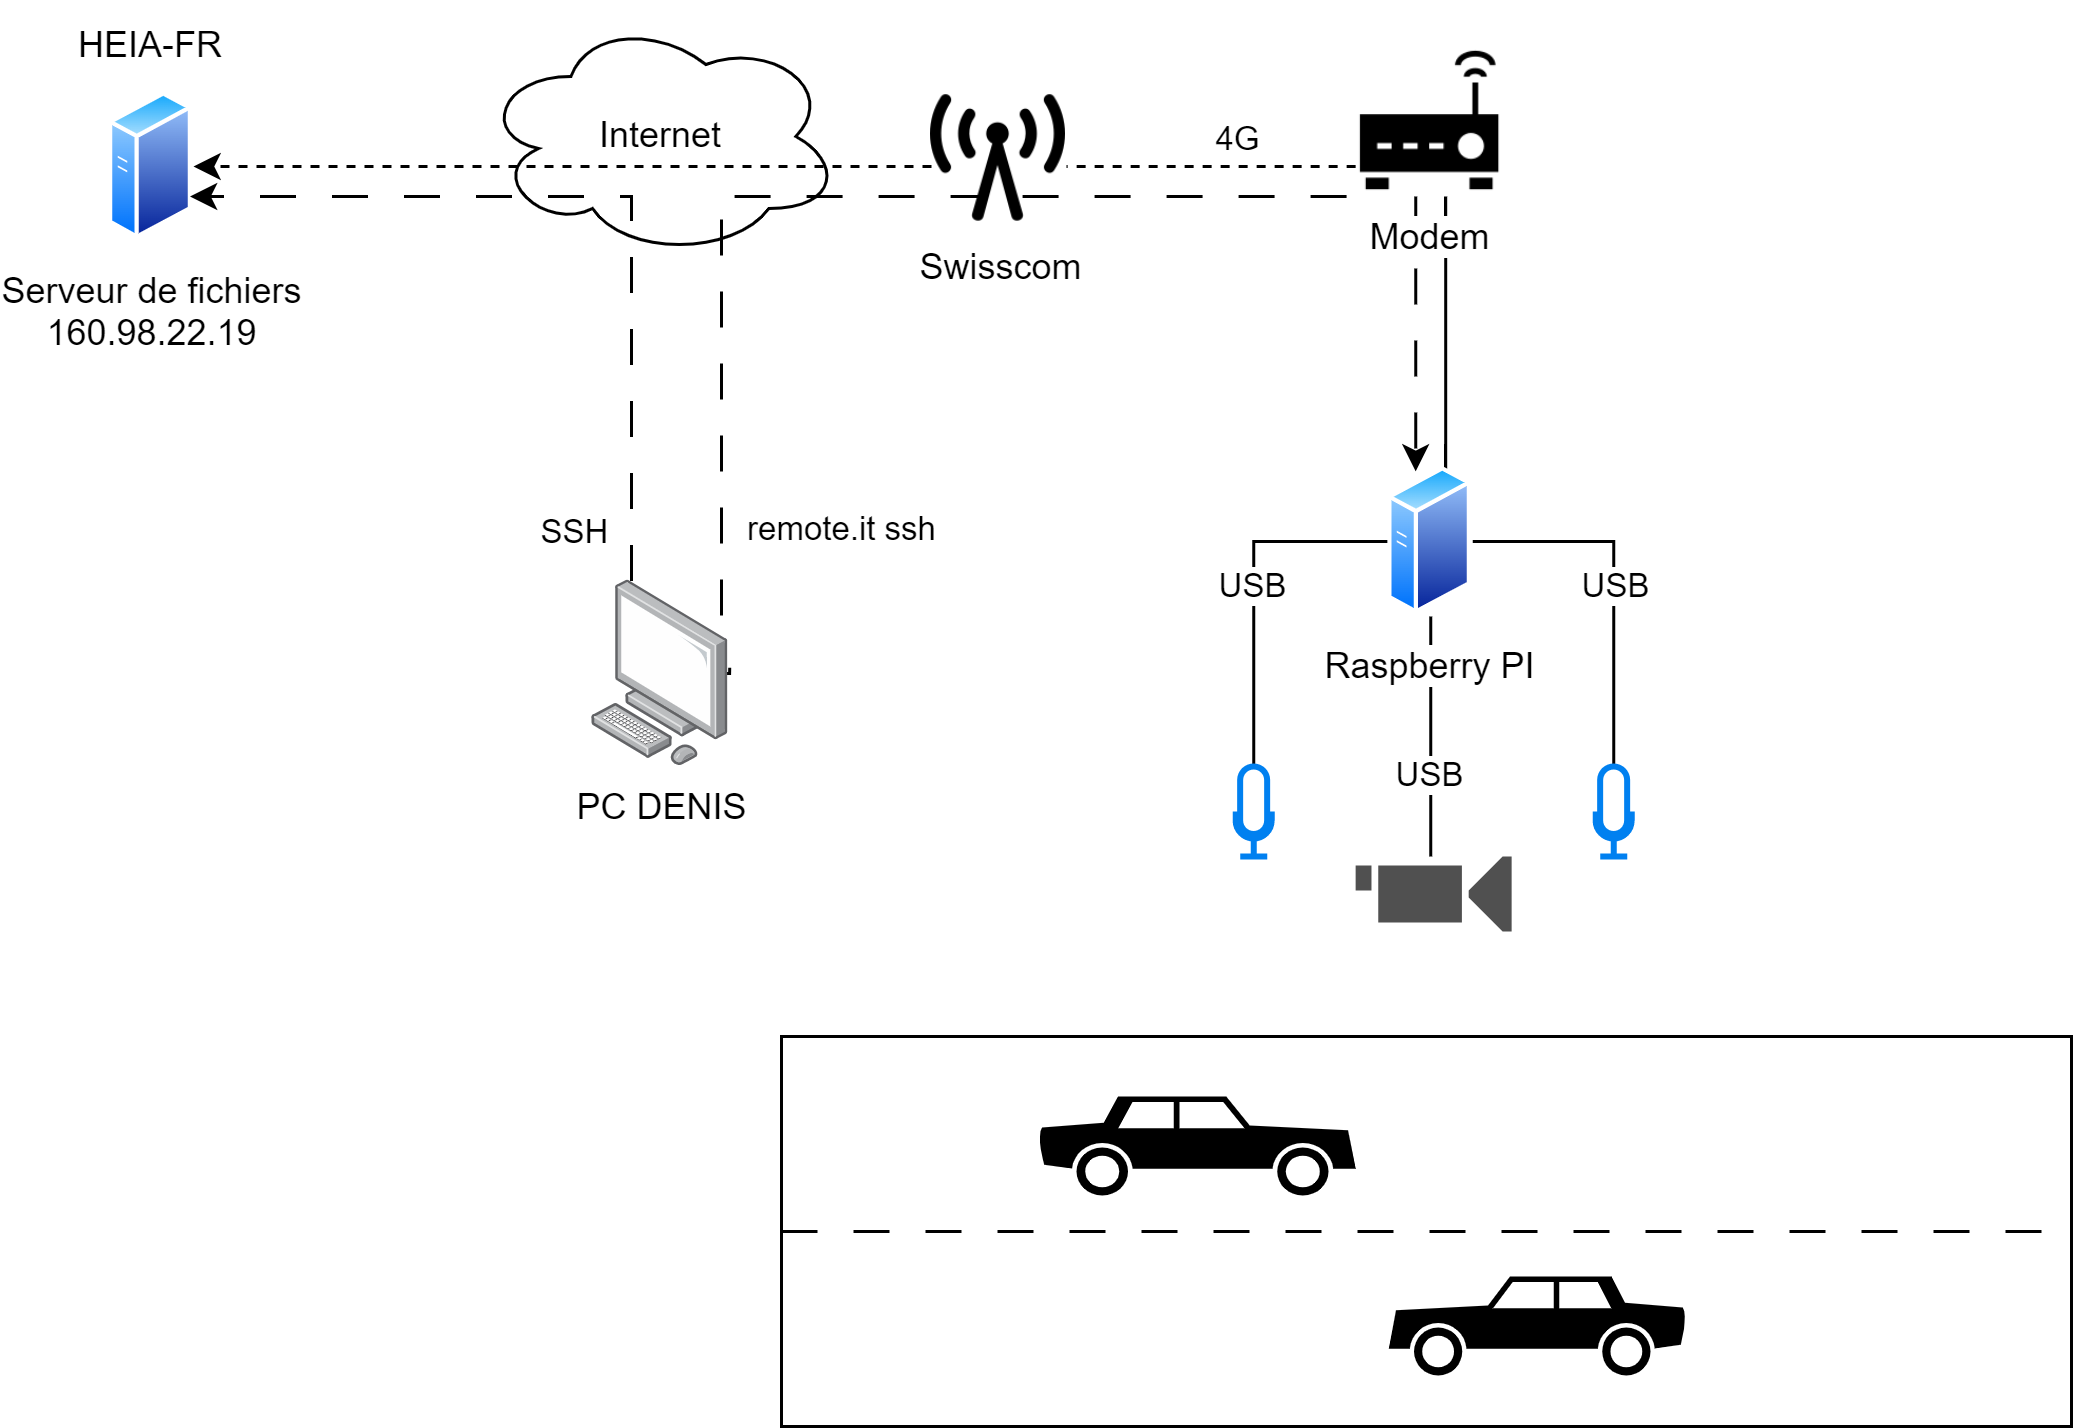 HEIA-FR
Internet
4G
Modem
Swisscom
Serveur de fichiers
160.98.22.19
SSH
remote.it ssh
USB
USB
Raspberry PI
USB
PC DENIS